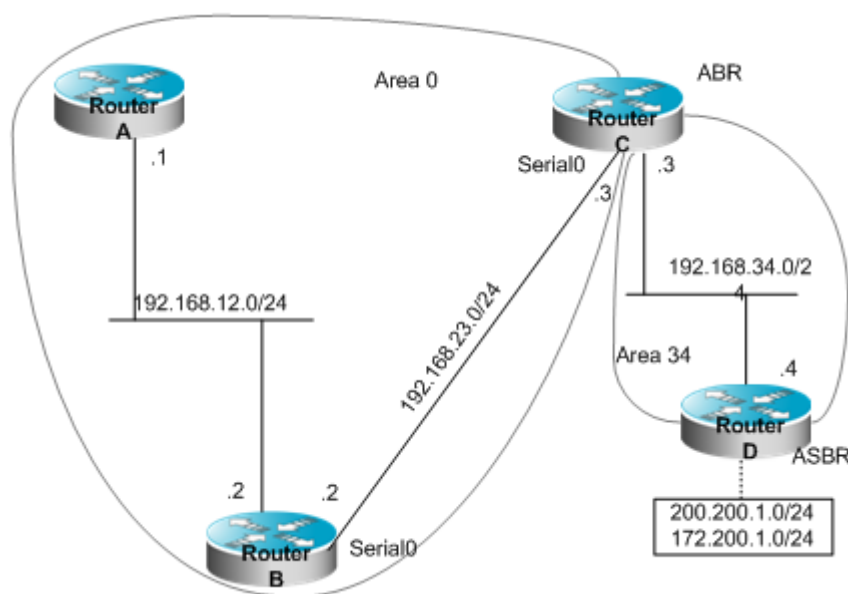 Area 0
ABR
Router
A
Router
C
.1
Serial0
.3
.3
192.168.12.0/24
192.168.23.0/24
192.168.34.0/2
4
Area 34
.4
Router
D
ASBR
.2
.2
Router
B
Serial0
200.200.1.0/24
172.200.1.0/24